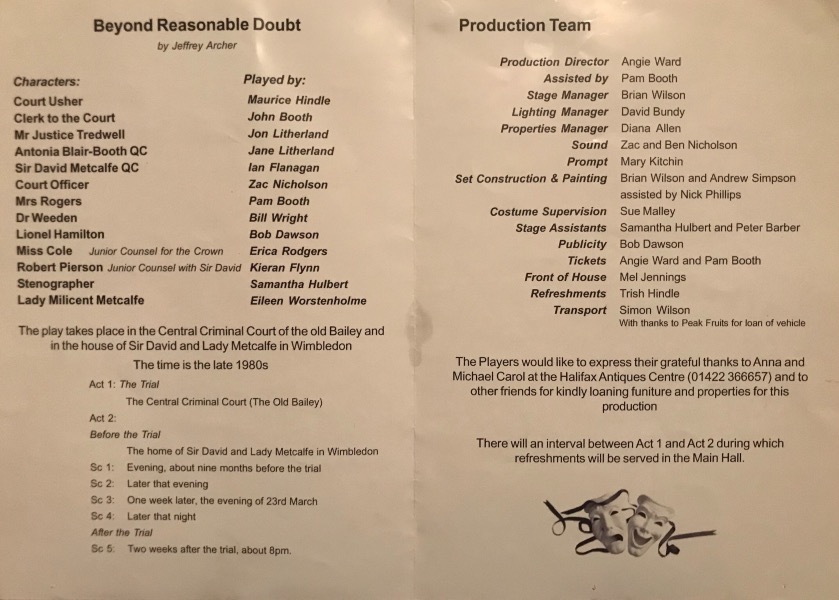 Beyond Reasonable Doubt
by Jeffrey Archer
Characters: Played by:
Court Usher Maurice Hindle
Clerk to the Court John Booth
Mr Justice Tredwell Jon Litherland
Antonia Blair-Booth QC Jane Litherland
Sir David Metcalfe QC Ian Flanagan
Court Officer Zac Nicholson
Mrs Rogers Pam Booth
Dr Weeden Bill Wright
Lionel Hamilton Bob Dawson
Miss Cole Junior Counsel for the Crown Erica Rodgers
Robert Pierson Junior Counsel with Sir David Kieran Flynn
Stenographer Samantha Hulbert
Lady Milicent Metcalfe Eileen Worstenholme
The play takes place in the Central Criminal Court of the old Bailey and
in the house of Sir David and Lady Metcalfe in Wimbledon
The time is the late 1980s
Act 1: The Trial
The Central Criminal Court (The Old Bailey)
Act 2:
Before the Trial
The home of Sir David and Lady Metcalfe in Wimbledon
Sc 1: Evening, about nine months before the trial
Sc 2: Later that evening
Sc 3: One week later, the evening of 23rd March
Sc 4: Later that night
After the Trial
Sc 5: Two weeks after the trial, about 8pm.
Production Team
Production Director Angie Ward
Assisted by Pam Booth
Stage Manager Brian Wilson
Lighting Manager David Bundy
Properties Manager Diana Allen
Sound Zac and Ben Nicholson
Prompt Mary Kitchin
Set Construction & Painting Brian Wilson and Andrew Simpson
assisted by Nick Phillips
Costume Supervision Sue Malley
Stage Assistants Samantha Hulbert and Peter Barber
Publicity Bob Dawson
Tickets Angie Ward and Pam Booth
Front of House Mel Jennings
Refreshments Trish Hindle
Transport Simon Wilson
With thanks to Peak Fruits for loan of vehicle
The Players would like to express their grateful thanks to Anna and
Michael Carol at the Halifax Antiques Centre (01422 366657) and to
other friends for kindly loaning funiture and properties for this
production
There will an interval between Act 1 and Act 2 during which
refreshments will be served in the Main Hall.